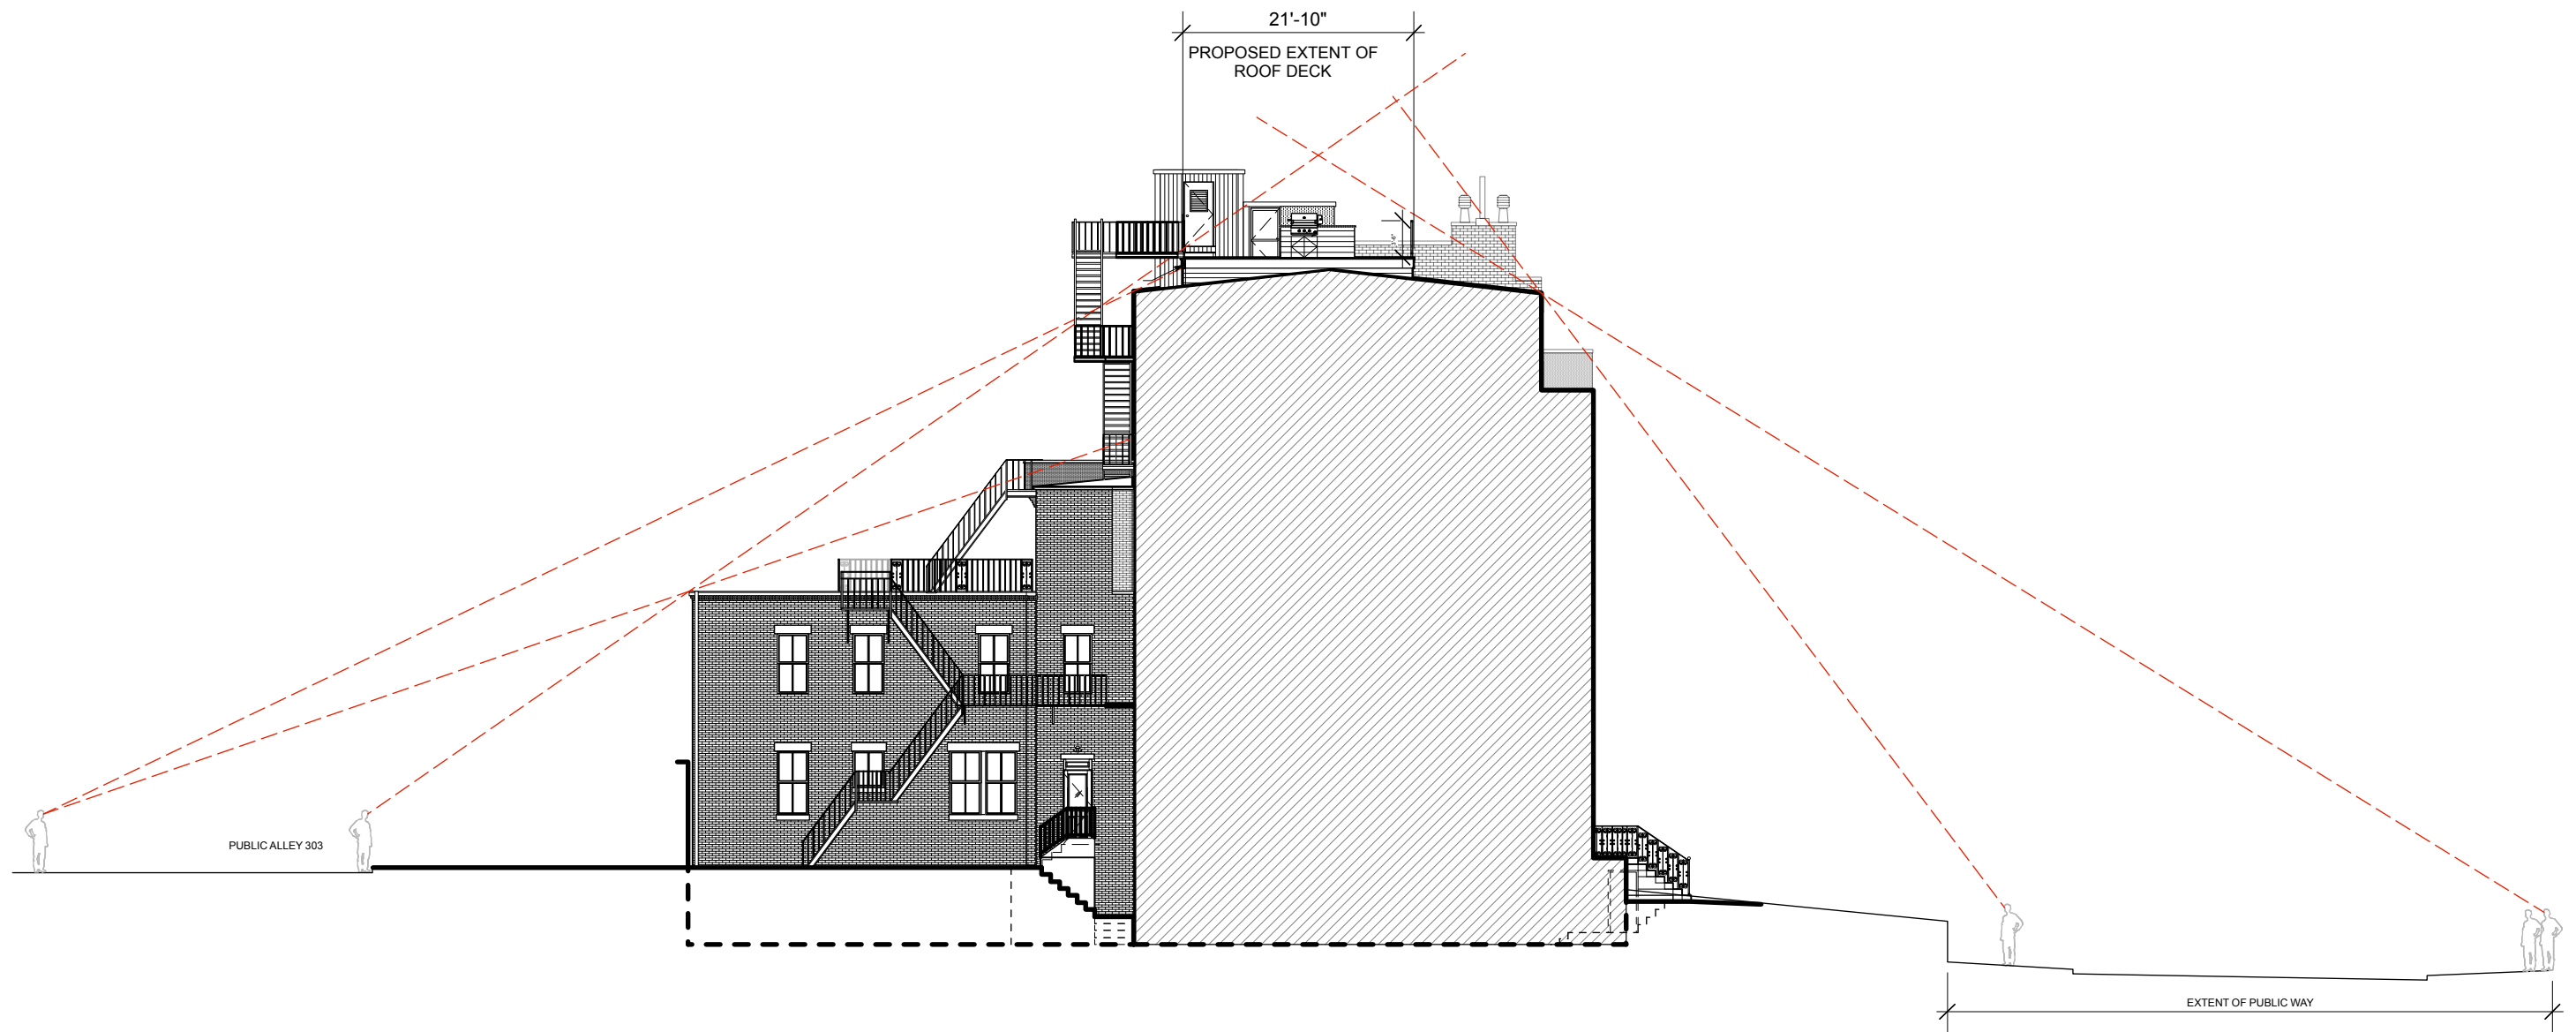 21'-10"
PROPOSED EXTENT OF
ROOF DECK
PUBLIC ALLEY 303
EXTENT OF PUBLIC WAY